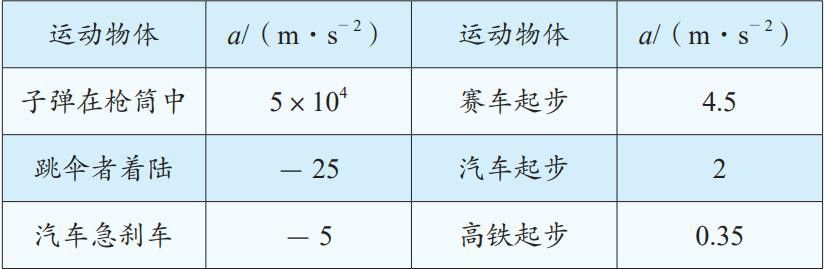 运动物体 a/（m·s⁻²） 运动物体 a/（m·s⁻²）
子弹在枪筒中 5×10⁴ 赛车起步 4.5
跳伞者着陆 －25 汽车起步 2
汽车急刹车 －5 高铁起步 0.35